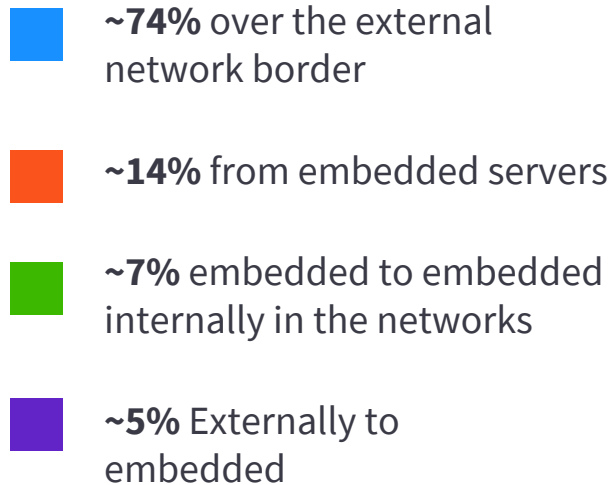 ~74% over the external
network border
~14% from embedded servers
~7% embedded to embedded
internally in the networks
~5% Externally to
embedded